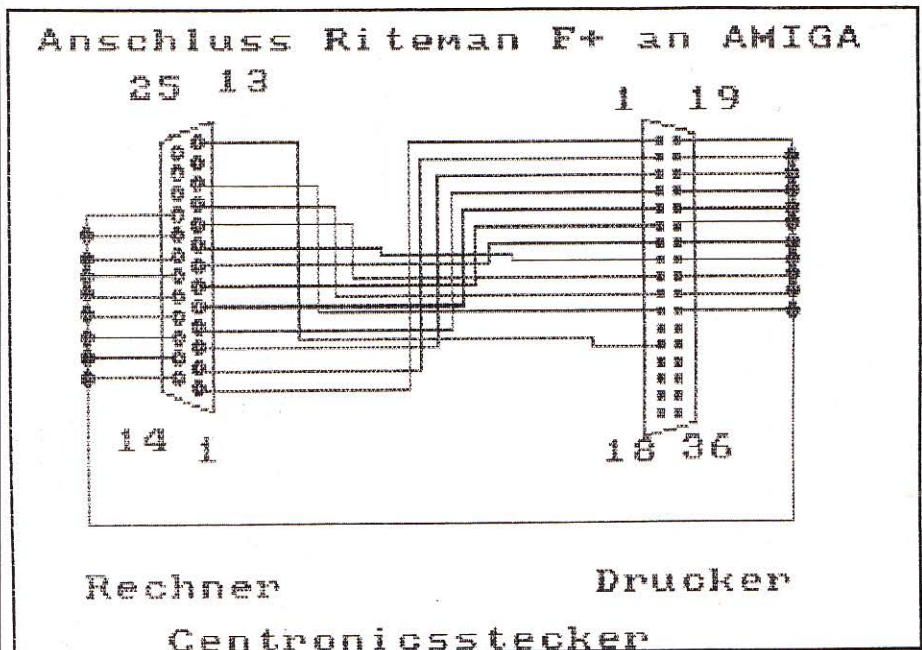 Anschluss Riteman F+ an AMIGA
25 13
1 19
14 1
18 36
Rechner Drucker
Centronicsstecker